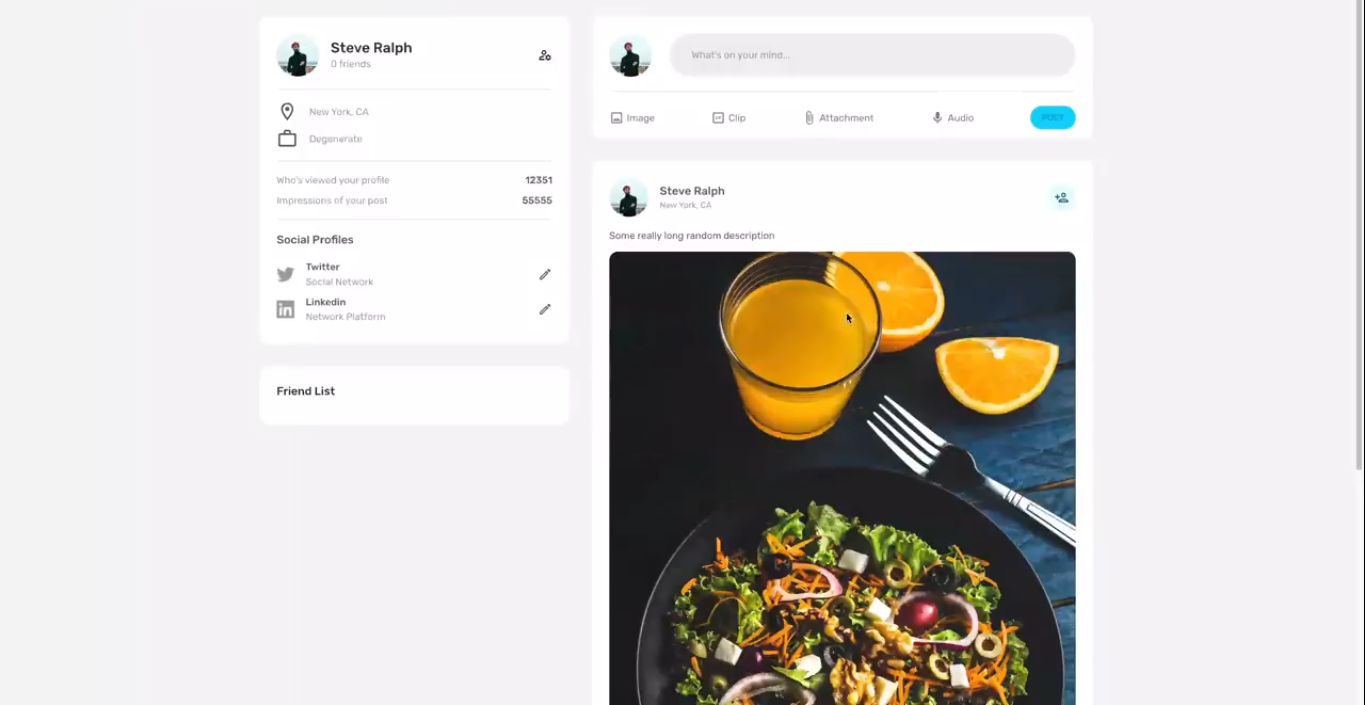 Steve Ralph
0 friends
New York, CA
Degenerate
Who's viewed your profile 12351
Impressions of your post 55555
Social Profiles
Twitter
Social Network
Linkedin
Network Platform
Friend List
What's on your mind...
Image Clip Attachment Audio POST
Steve Ralph
New York, CA
Some really long random description